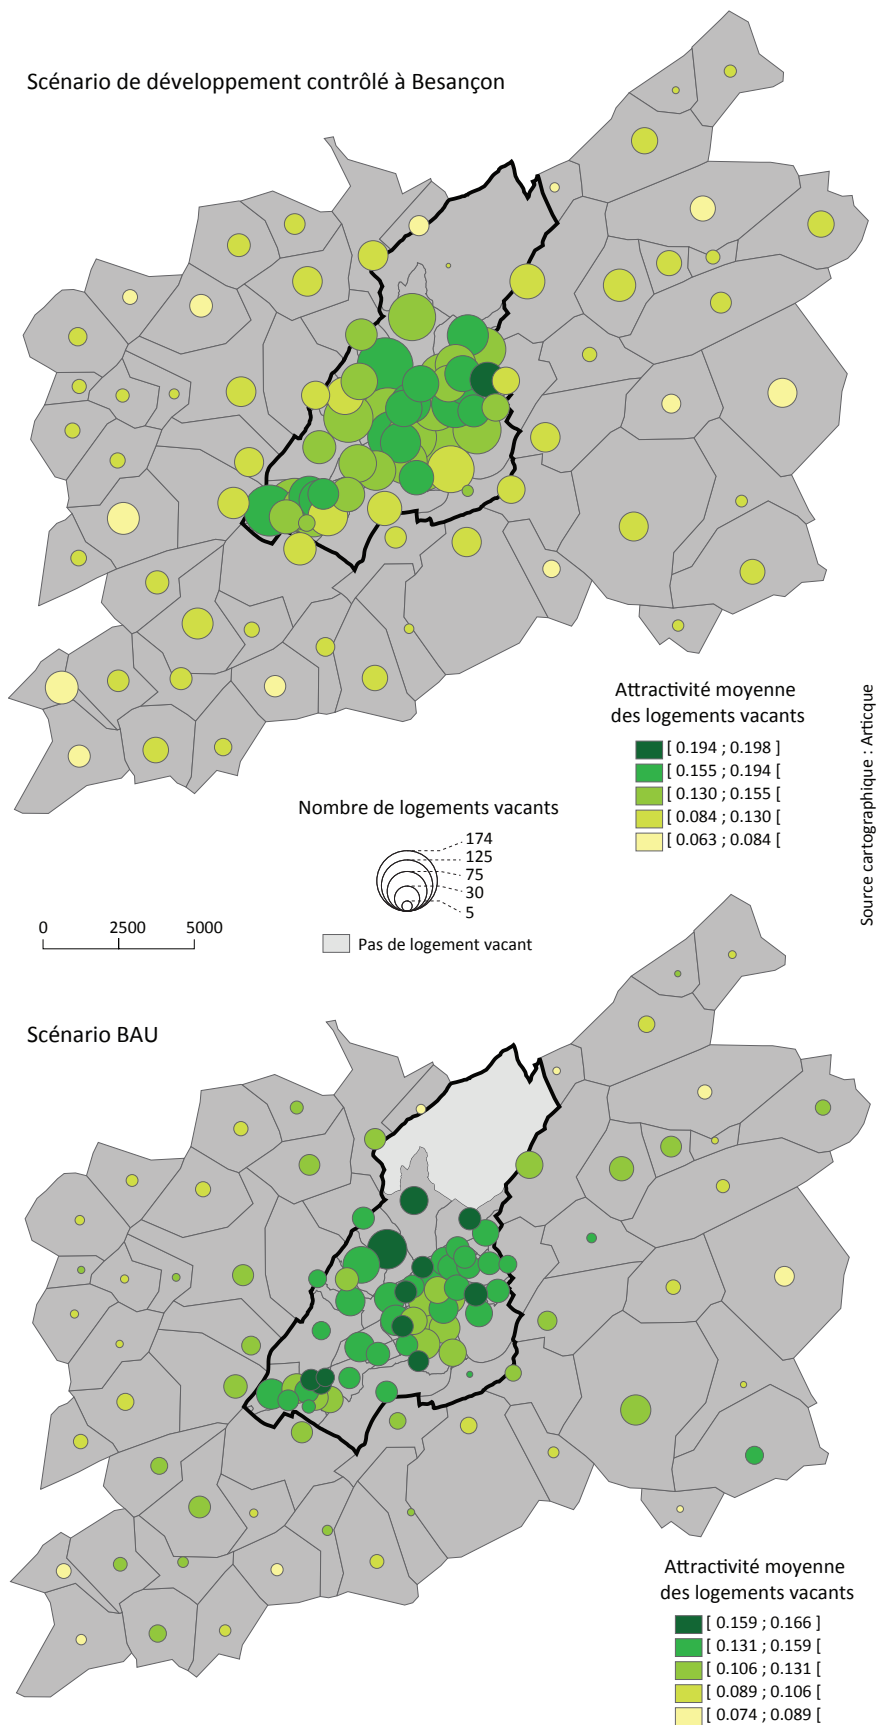 Scénario de développement contrôlé à Besançon
Attractivité moyenne
des logements vacants
[ 0.194 ; 0.198 ]
[ 0.155 ; 0.194 [
[ 0.130 ; 0.155 [
[ 0.084 ; 0.130 [
[ 0.063 ; 0.084 [
Source cartographique : Articque
Nombre de logements vacants
174
125
75
30
5
0 2500 5000
Pas de logement vacant
Scénario BAU
Attractivité moyenne
des logements vacants
[ 0.159 ; 0.166 ]
[ 0.131 ; 0.159 [
[ 0.106 ; 0.131 [
[ 0.089 ; 0.106 [
[ 0.074 ; 0.089 [